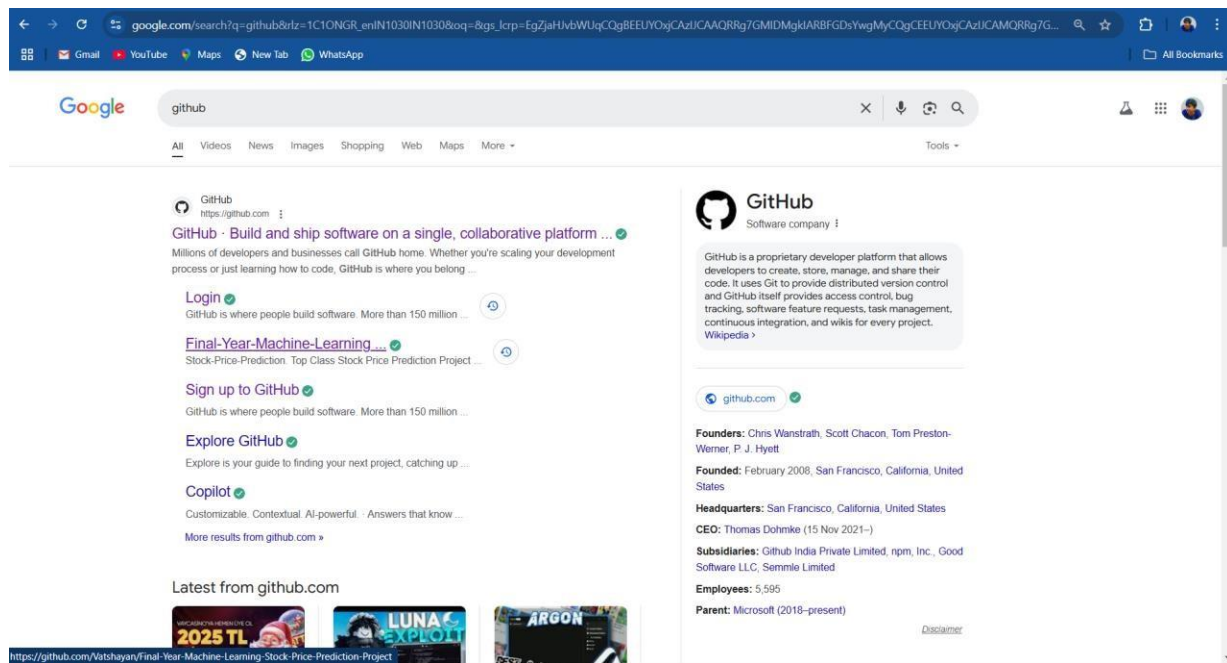 google.com/search?q=github&rlz=1C1ONGR_enIN1030IN1030&oq=&gs_lcrp=EgZjaHJvbWUqCQgBEEUYOxjCAzIJCAAQRRg7GMIDMgkIARBFGDsYwgMyCQgCEEUYOxjCAzIJCAMQRRg7G...
Gmail YouTube Maps New Tab WhatsApp All Bookmarks
Google github
All Videos News Images Shopping Web Maps More Tools
GitHub
https://github.com
GitHub · Build and ship software on a single, collaborative platform ...
Millions of developers and businesses call GitHub home. Whether you're scaling your development
process or just learning how to code, GitHub is where you belong ...
Login
GitHub is where people build software. More than 150 million ...
Final-Year-Machine-Learning ...
Stock-Price-Prediction. Top Class Stock Price Prediction Project ...
Sign up to GitHub
GitHub is where people build software. More than 150 million ...
Explore GitHub
Explore is your guide to finding your next project, catching up ...
Copilot
Customizable. Contextual. AI-powered. · Answers that know ...
More results from github.com »
Latest from github.com
2025 TL
LUNA
EXPLOIT
ARGON
https://github.com/Vatshayan/Final-Year-Machine-Learning-Stock-Price-Prediction-Project
GitHub
Software company
GitHub is a proprietary developer platform that allows
developers to create, store, manage, and share their
code. It uses Git to provide distributed version control
and GitHub itself provides access control, bug
tracking, software feature requests, task management,
continuous integration, and wikis for every project.
Wikipedia ›
github.com
Founders: Chris Wanstrath, Scott Chacon, Tom Preston-
Werner, P. J. Hyett
Founded: February 2008, San Francisco, California, United
States
Headquarters: San Francisco, California, United States
CEO: Thomas Dohmke (15 Nov 2021–)
Subsidiaries: Github India Private Limited, npm, Inc., Good
Software LLC, Semmle Limited
Employees: 5,595
Parent: Microsoft (2018–present)
Disclaimer